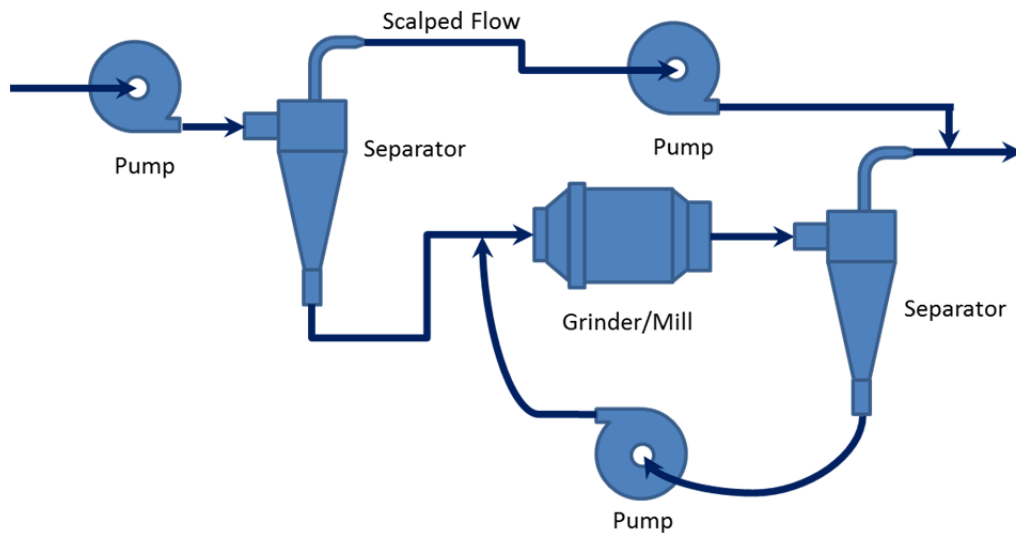 Scalped Flow
Pump
Separator
Pump
Grinder/Mill
Separator
Pump